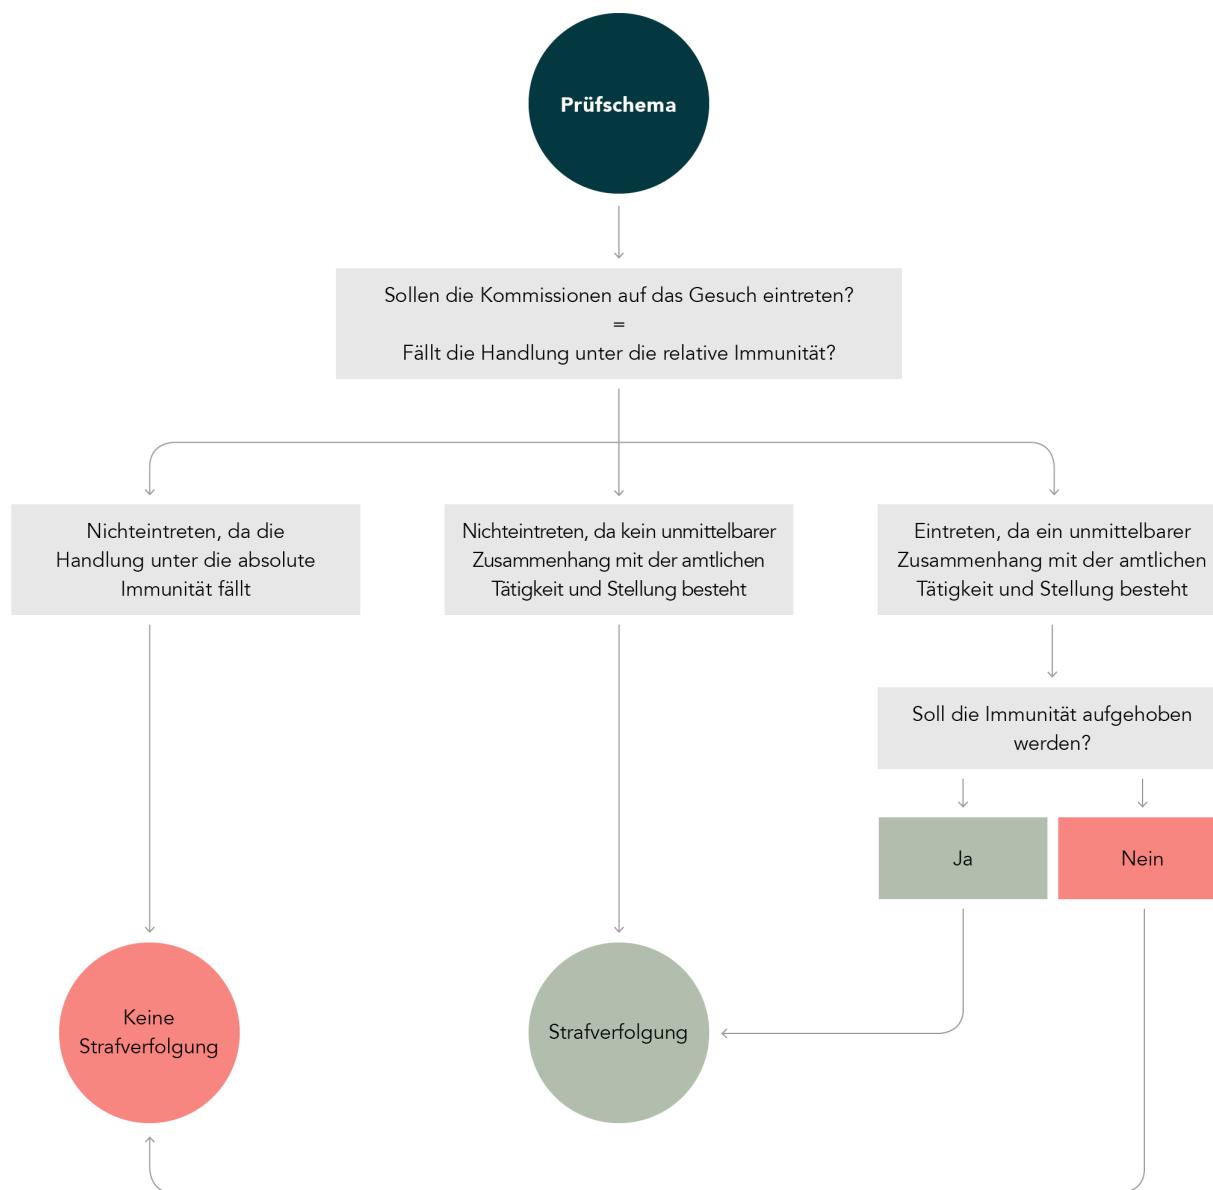 Prüfschema
Sollen die Kommissionen auf das Gesuch eintreten?
=
Fällt die Handlung unter die relative Immunität?
Nichteintreten, da die
Handlung unter die absolute
Immunität fällt
Nichteintreten, da kein unmittelbarer
Zusammenhang mit der amtlichen
Tätigkeit und Stellung besteht
Eintreten, da ein unmittelbarer
Zusammenhang mit der amtlichen
Tätigkeit und Stellung besteht
Soll die Immunität aufgehoben
werden?
Ja
Nein
Keine
Strafverfolgung
Strafverfolgung